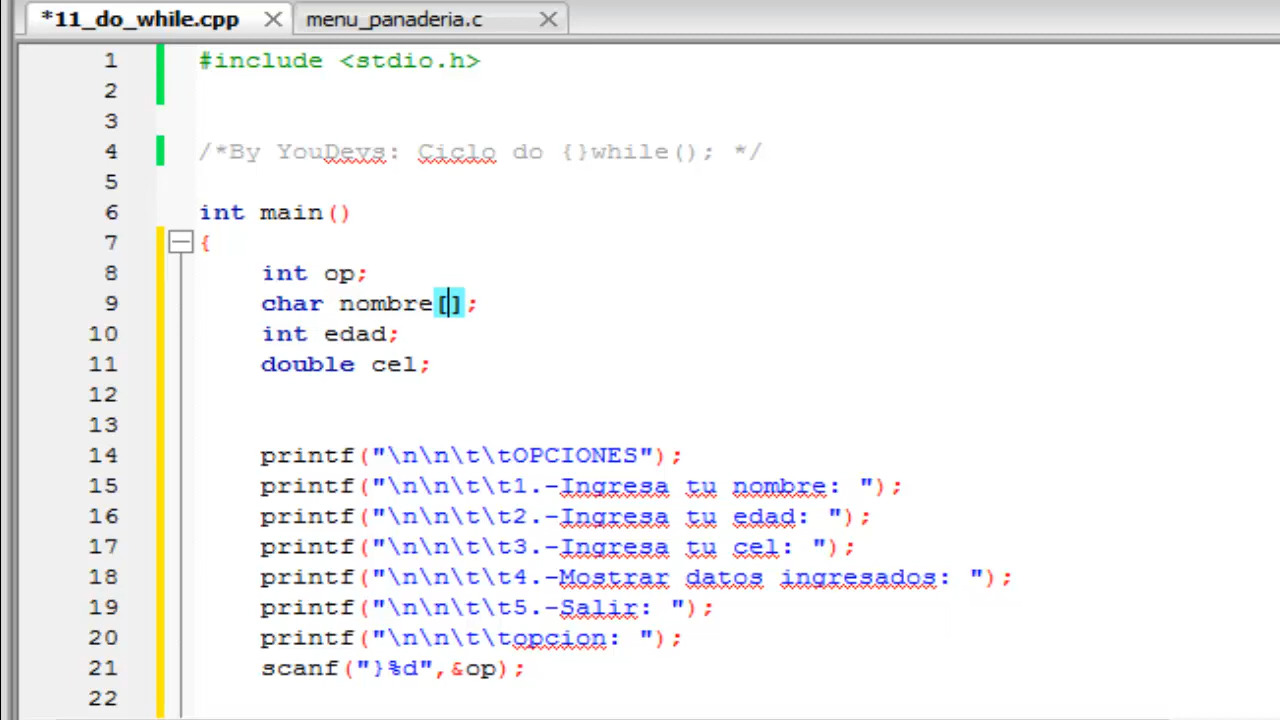 *11_do_while.cpp menu_panaderia.c
1 #include <stdio.h>
2
3
4 /*By YouDevs: Ciclo do {}while(); */
5
6 int main()
7 {
8 int op;
9 char nombre[];
10 int edad;
11 double cel;
12
13
14 printf("\n\n\t\tOPCIONES");
15 printf("\n\n\t\t1.-Ingresa tu nombre: ");
16 printf("\n\n\t\t2.-Ingresa tu edad: ");
17 printf("\n\n\t\t3.-Ingresa tu cel: ");
18 printf("\n\n\t\t4.-Mostrar datos ingresados: ");
19 printf("\n\n\t\t5.-Salir: ");
20 printf("\n\n\t\topcion: ");
21 scanf("}%d",&op);
22